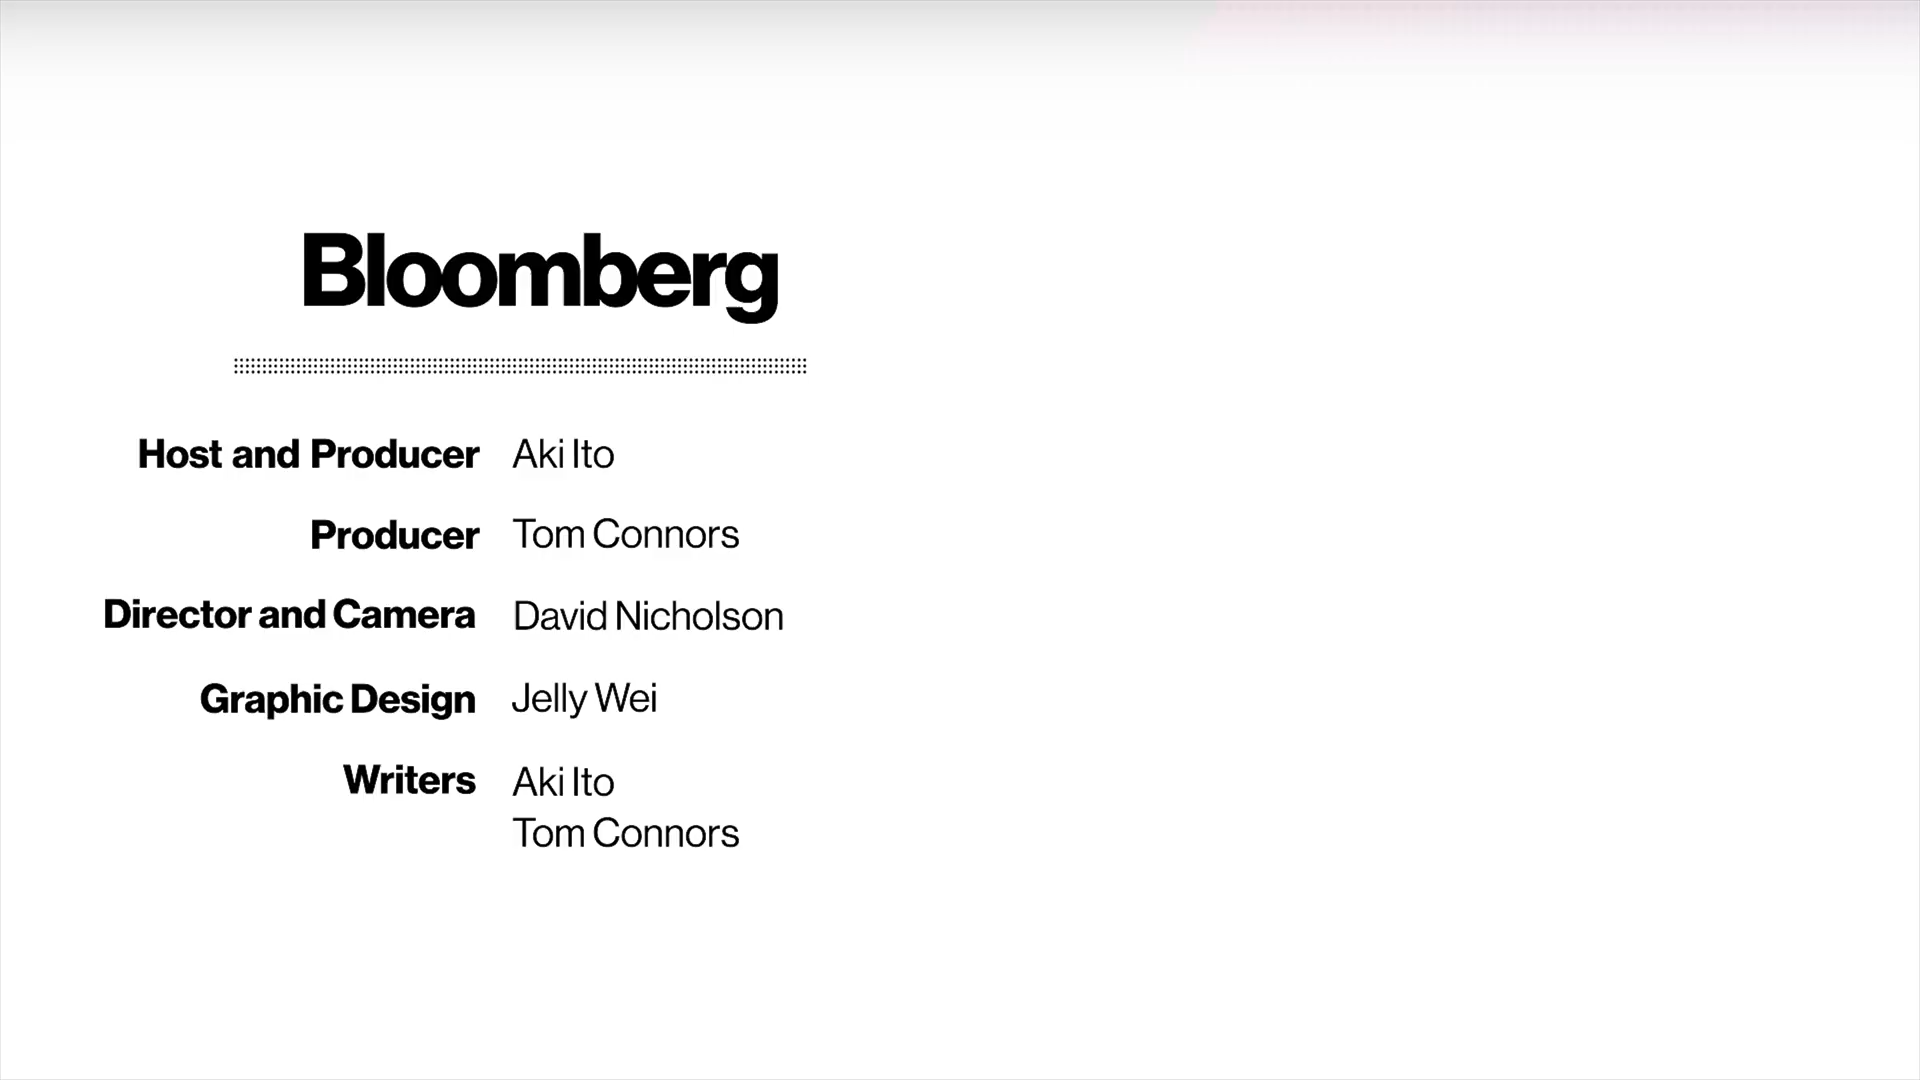 Bloomberg
Host and Producer Aki Ito
Producer Tom Connors
Director and Camera David Nicholson
Graphic Design Jelly Wei
Writers Aki Ito
Tom Connors